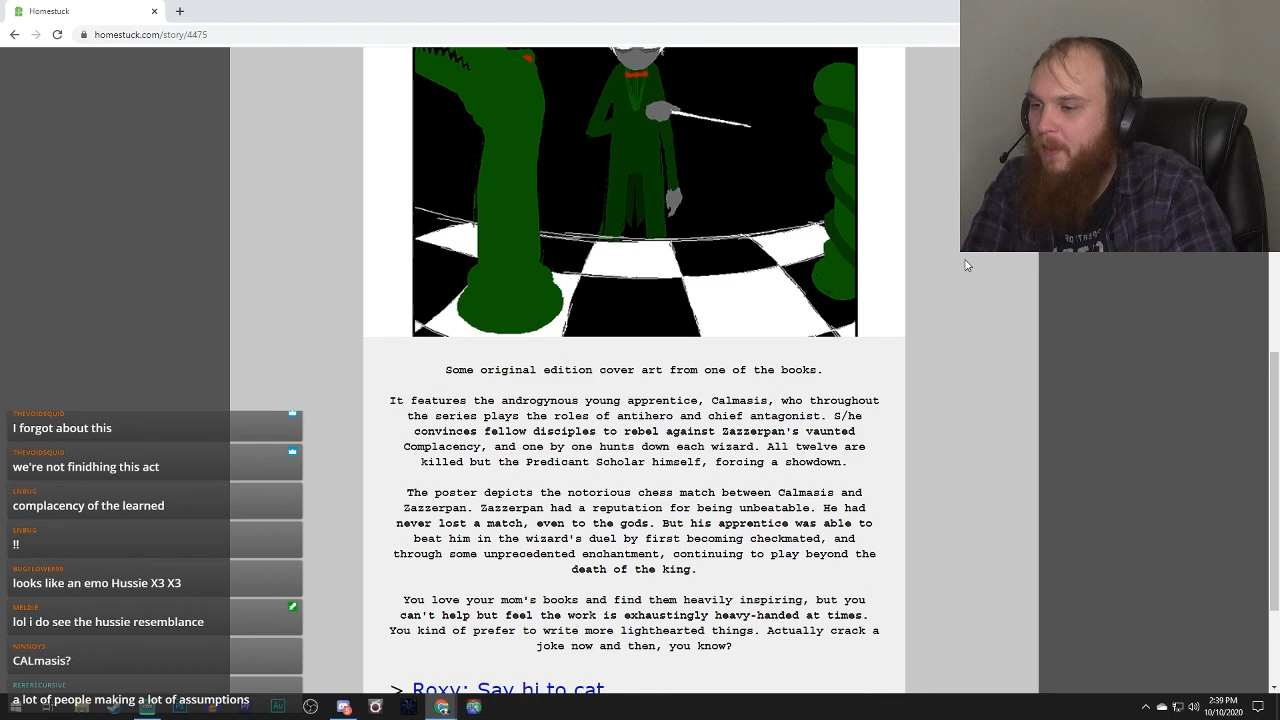 Homestuck
homestuck.com/story/4475
Some original edition cover art from one of the books.
It features the androgynous young apprentice, Calmasis, who throughout
the series plays the roles of antihero and chief antagonist. S/he
convinces fellow disciples to rebel against Zazzerpan's vaunted
Complacency, and one by one hunts down each wizard. All twelve are
killed but the Predicant Scholar himself, forcing a showdown.
The poster depicts the notorious chess match between Calmasis and
Zazzerpan. Zazzerpan had a reputation for being unbeatable. He had
never lost a match, even to the gods. But his apprentice was able to
beat him in the wizard's duel by first becoming checkmated, and
through some unprecedented enchantment, continuing to play beyond the
death of the king.
You love your mom's books and find them heavily inspiring, but you
can't help but feel the work is exhaustingly heavy-handed at times.
You kind of prefer to write more lighthearted things. Actually crack a
joke now and then, you know?
> Roxy: Say hi to cat
THEVOIDSQUID
I forgot about this
THEVOIDSQUID
we're not finidhing this act
LNBUG
complacency of the learned
LNBUG
!!
BUGFLOWER99
looks like an emo Hussie X3 X3
MELDIE
lol i do see the hussie resemblance
NINNOYS
CALmasis?
RERERECURSIVE
a lot of people making a lot of assumptions
2:39 PM
10/10/2020